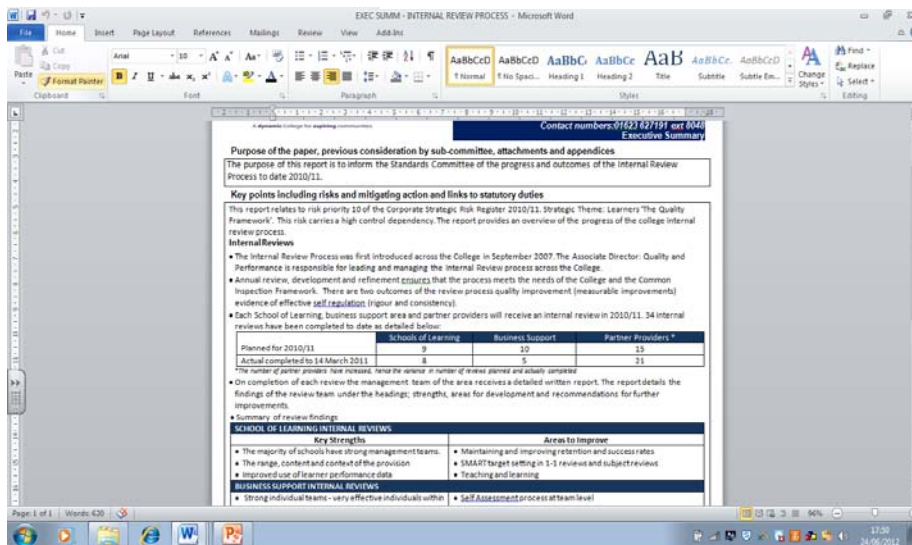 EXEC SUMM - INTERNAL REVIEW PROCESS - Microsoft Word
File Home Insert Page Layout References Mailings Review View Add-Ins
Cut
Copy
Format Painter
Paste
Clipboard
Arial 10
Font
Paragraph
AaBbCcD AaBbCcD AaBbC AaBbCc AaB AaBbCc. AaBbCcD
¶ Normal ¶ No Spaci... Heading 1 Heading 2 Title Subtitle Subtle Em...
Change Styles
Styles
Find
Replace
Select
Editing
A dynamic College for aspiring communities
Contact numbers:01623 627191 ext 8048
Executive Summary
Purpose of the paper, previous consideration by sub-committee, attachments and appendices
The purpose of this report is to inform the Standards Committee of the progress and outcomes of the Internal Review
Process to date 2010/11.
Key points including risks and mitigating action and links to statutory duties
This report relates to risk priority 10 of the Corporate Strategic Risk Register 2010/11. Strategic Theme: Learners 'The Quality
Framework'. This risk carries a high control dependency. The report provides an overview of the progress of the college internal
review process.
Internal Reviews
• The Internal Review Process was first introduced across the College in September 2007. The Associate Director: Quality and
Performance is responsible for leading and managing the Internal Review process across the College.
• Annual review, development and refinement ensures that the process meets the needs of the College and the Common
Inspection Framework. There are two outcomes of the review process quality improvement (measurable improvements)
evidence of effective self regulation (rigour and consistency).
• Each School of Learning, business support area and partner providers will receive an internal review in 2010/11. 34 internal
reviews have been completed to date as detailed below:
Schools of Learning Business Support Partner Providers *
Planned for 2010/11 9 10 15
Actual completed to 14 March 2011 8 5 21
*The number of partner providers have increased, hence the variance in number of reviews planned and actually completed
• On completion of each review the management team of the area receives a detailed written report. The report details the
findings of the review team under the headings; strengths, areas for development and recommendations for further
improvements.
• Summary of review findings
SCHOOL OF LEARNING INTERNAL REVIEWS
Key Strengths Areas to Improve
• The majority of schools have strong management teams. • Maintaining and improving retention and success rates
• The range, content and context of the provision • SMART target setting in 1-1 reviews and subject reviews
• Improved use of learner performance data • Teaching and learning
BUSINESS SUPPORT INTERNAL REVIEWS
• Strong individual teams - very effective individuals within • Self Assessment process at team level
Page: 1 of 1 Words: 630 96%
17:50
24/06/2012